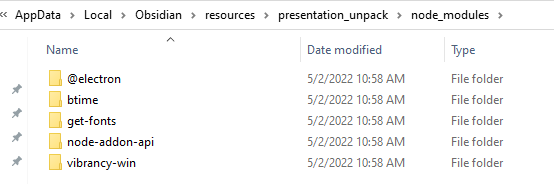 « AppData > Local > Obsidian > resources > presentation_unpack > node_modules >
Name Date modified Type
@electron 5/2/2022 10:58 AM File folder
btime 5/2/2022 10:58 AM File folder
get-fonts 5/2/2022 10:58 AM File folder
node-addon-api 5/2/2022 10:58 AM File folder
vibrancy-win 5/2/2022 10:58 AM File folder